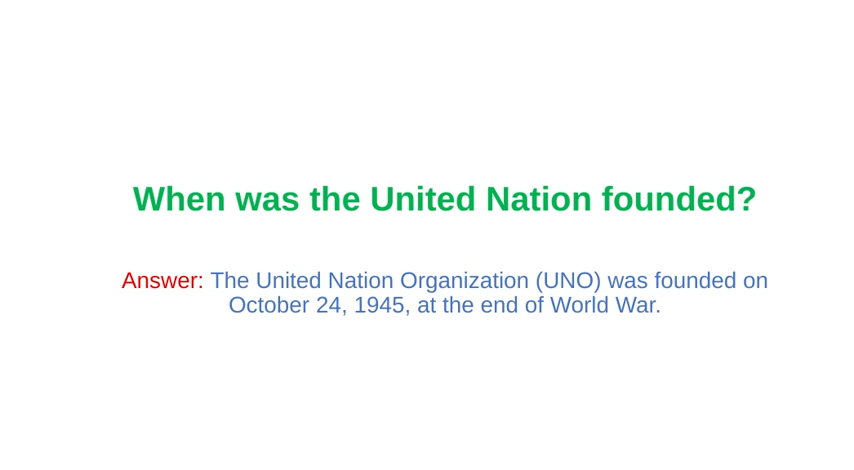 When was the United Nation founded?
Answer: The United Nation Organization (UNO) was founded on
October 24, 1945, at the end of World War.